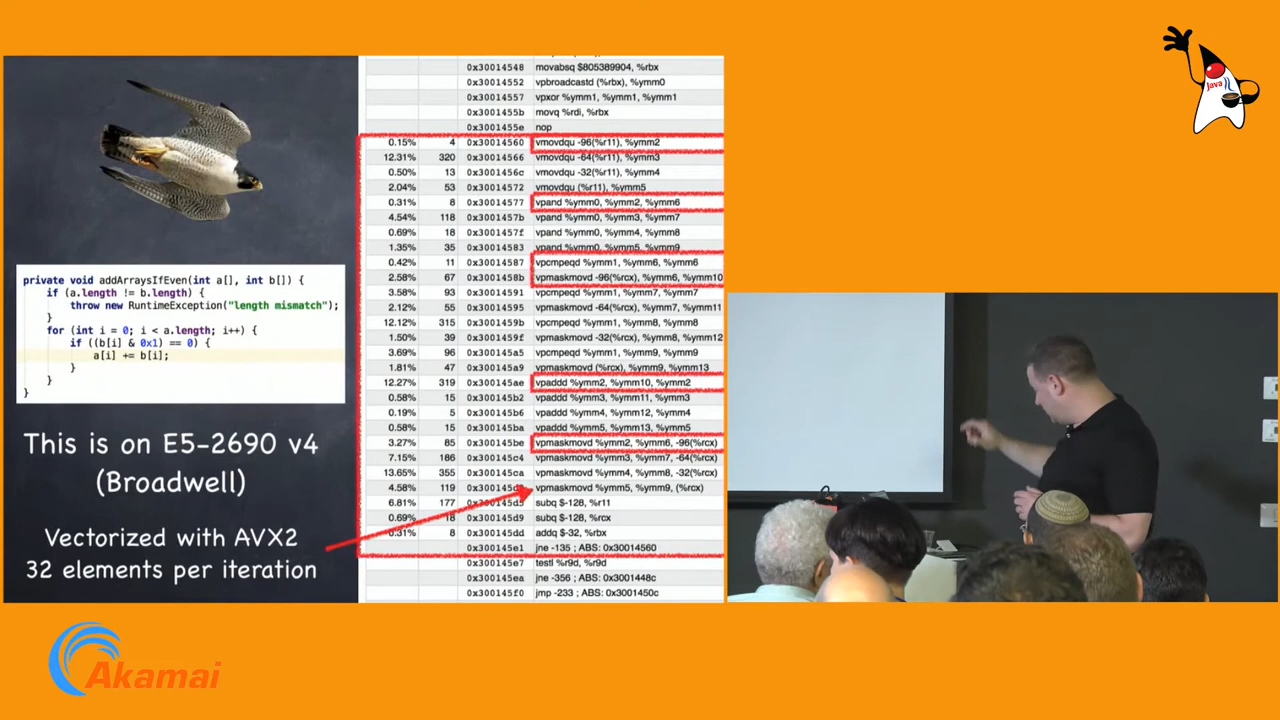 private void addArraysIfEven(int a[], int b[]) {
if (a.length != b.length) {
throw new RuntimeException("length mismatch");
}
for (int i = 0; i < a.length; i++) {
if ((b[i] & 0x1) == 0) {
a[i] += b[i];
}
}
}
This is on E5-2690 v4
(Broadwell)
Vectorized with AVX2
32 elements per iteration
0x30014548 movabsq $805389904, %rbx
0x30014552 vpbroadcastd (%rbx), %ymm0
0x30014557 vpxor %ymm1, %ymm1, %ymm1
0x3001455b movq %rdi, %rbx
0x3001455e nop
0.15% 4 0x30014560 vmovdqu -96(%r11), %ymm2
12.31% 320 0x30014566 vmovdqu -64(%r11), %ymm3
0.50% 13 0x3001456c vmovdqu -32(%r11), %ymm4
2.04% 53 0x30014572 vmovdqu (%r11), %ymm5
0.31% 8 0x30014577 vpand %ymm0, %ymm2, %ymm6
4.54% 118 0x3001457b vpand %ymm0, %ymm3, %ymm7
0.69% 18 0x3001457f vpand %ymm0, %ymm4, %ymm8
1.35% 35 0x30014583 vpand %ymm0, %ymm5, %ymm9
0.42% 11 0x30014587 vpcmpeqd %ymm1, %ymm6, %ymm6
2.58% 67 0x3001458b vpmaskmovd -96(%rcx), %ymm6, %ymm10
3.58% 93 0x30014591 vpcmpeqd %ymm1, %ymm7, %ymm7
2.12% 55 0x30014595 vpmaskmovd -64(%rcx), %ymm7, %ymm11
12.12% 315 0x3001459b vpcmpeqd %ymm1, %ymm8, %ymm8
1.50% 39 0x3001459f vpmaskmovd -32(%rcx), %ymm8, %ymm12
3.69% 96 0x300145a5 vpcmpeqd %ymm1, %ymm9, %ymm9
1.81% 47 0x300145a9 vpmaskmovd (%rcx), %ymm9, %ymm13
12.27% 319 0x300145ae vpaddd %ymm2, %ymm10, %ymm2
0.58% 15 0x300145b2 vpaddd %ymm3, %ymm11, %ymm3
0.19% 5 0x300145b6 vpaddd %ymm4, %ymm12, %ymm4
0.58% 15 0x300145ba vpaddd %ymm5, %ymm13, %ymm5
3.27% 85 0x300145be vpmaskmovd %ymm2, %ymm6, -96(%rcx)
7.15% 186 0x300145c4 vpmaskmovd %ymm3, %ymm7, -64(%rcx)
13.65% 355 0x300145ca vpmaskmovd %ymm4, %ymm8, -32(%rcx)
4.58% 119 vpmaskmovd %ymm5, %ymm9, (%rcx)
6.81% 177 0x300145d5 subq $-128, %r11
0.69% 18 0x300145d9 subq $-128, %rcx
0.31% 8 0x300145dd addq $-32, %rbx
0x300145e1 jne -135 ; ABS: 0x30014560
0x300145e7 testl %r9d, %r9d
0x300145ea jne -356 ; ABS: 0x3001448c
0x300145f0 jmp -233 ; ABS: 0x3001450c
Java
Akamai